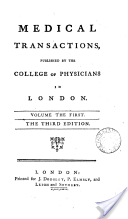 MEDICAL
TRANSACTIONS,
PUBLISHED BY THE
COLLEGE OF PHYSICIANS
IN
LONDON.
VOLUME THE FIRST.
THE THIRD EDITION.
LONDON:
Printed for J. DODSLEY, P. ELMSLY, and
LEIGH and SOTHEBY.